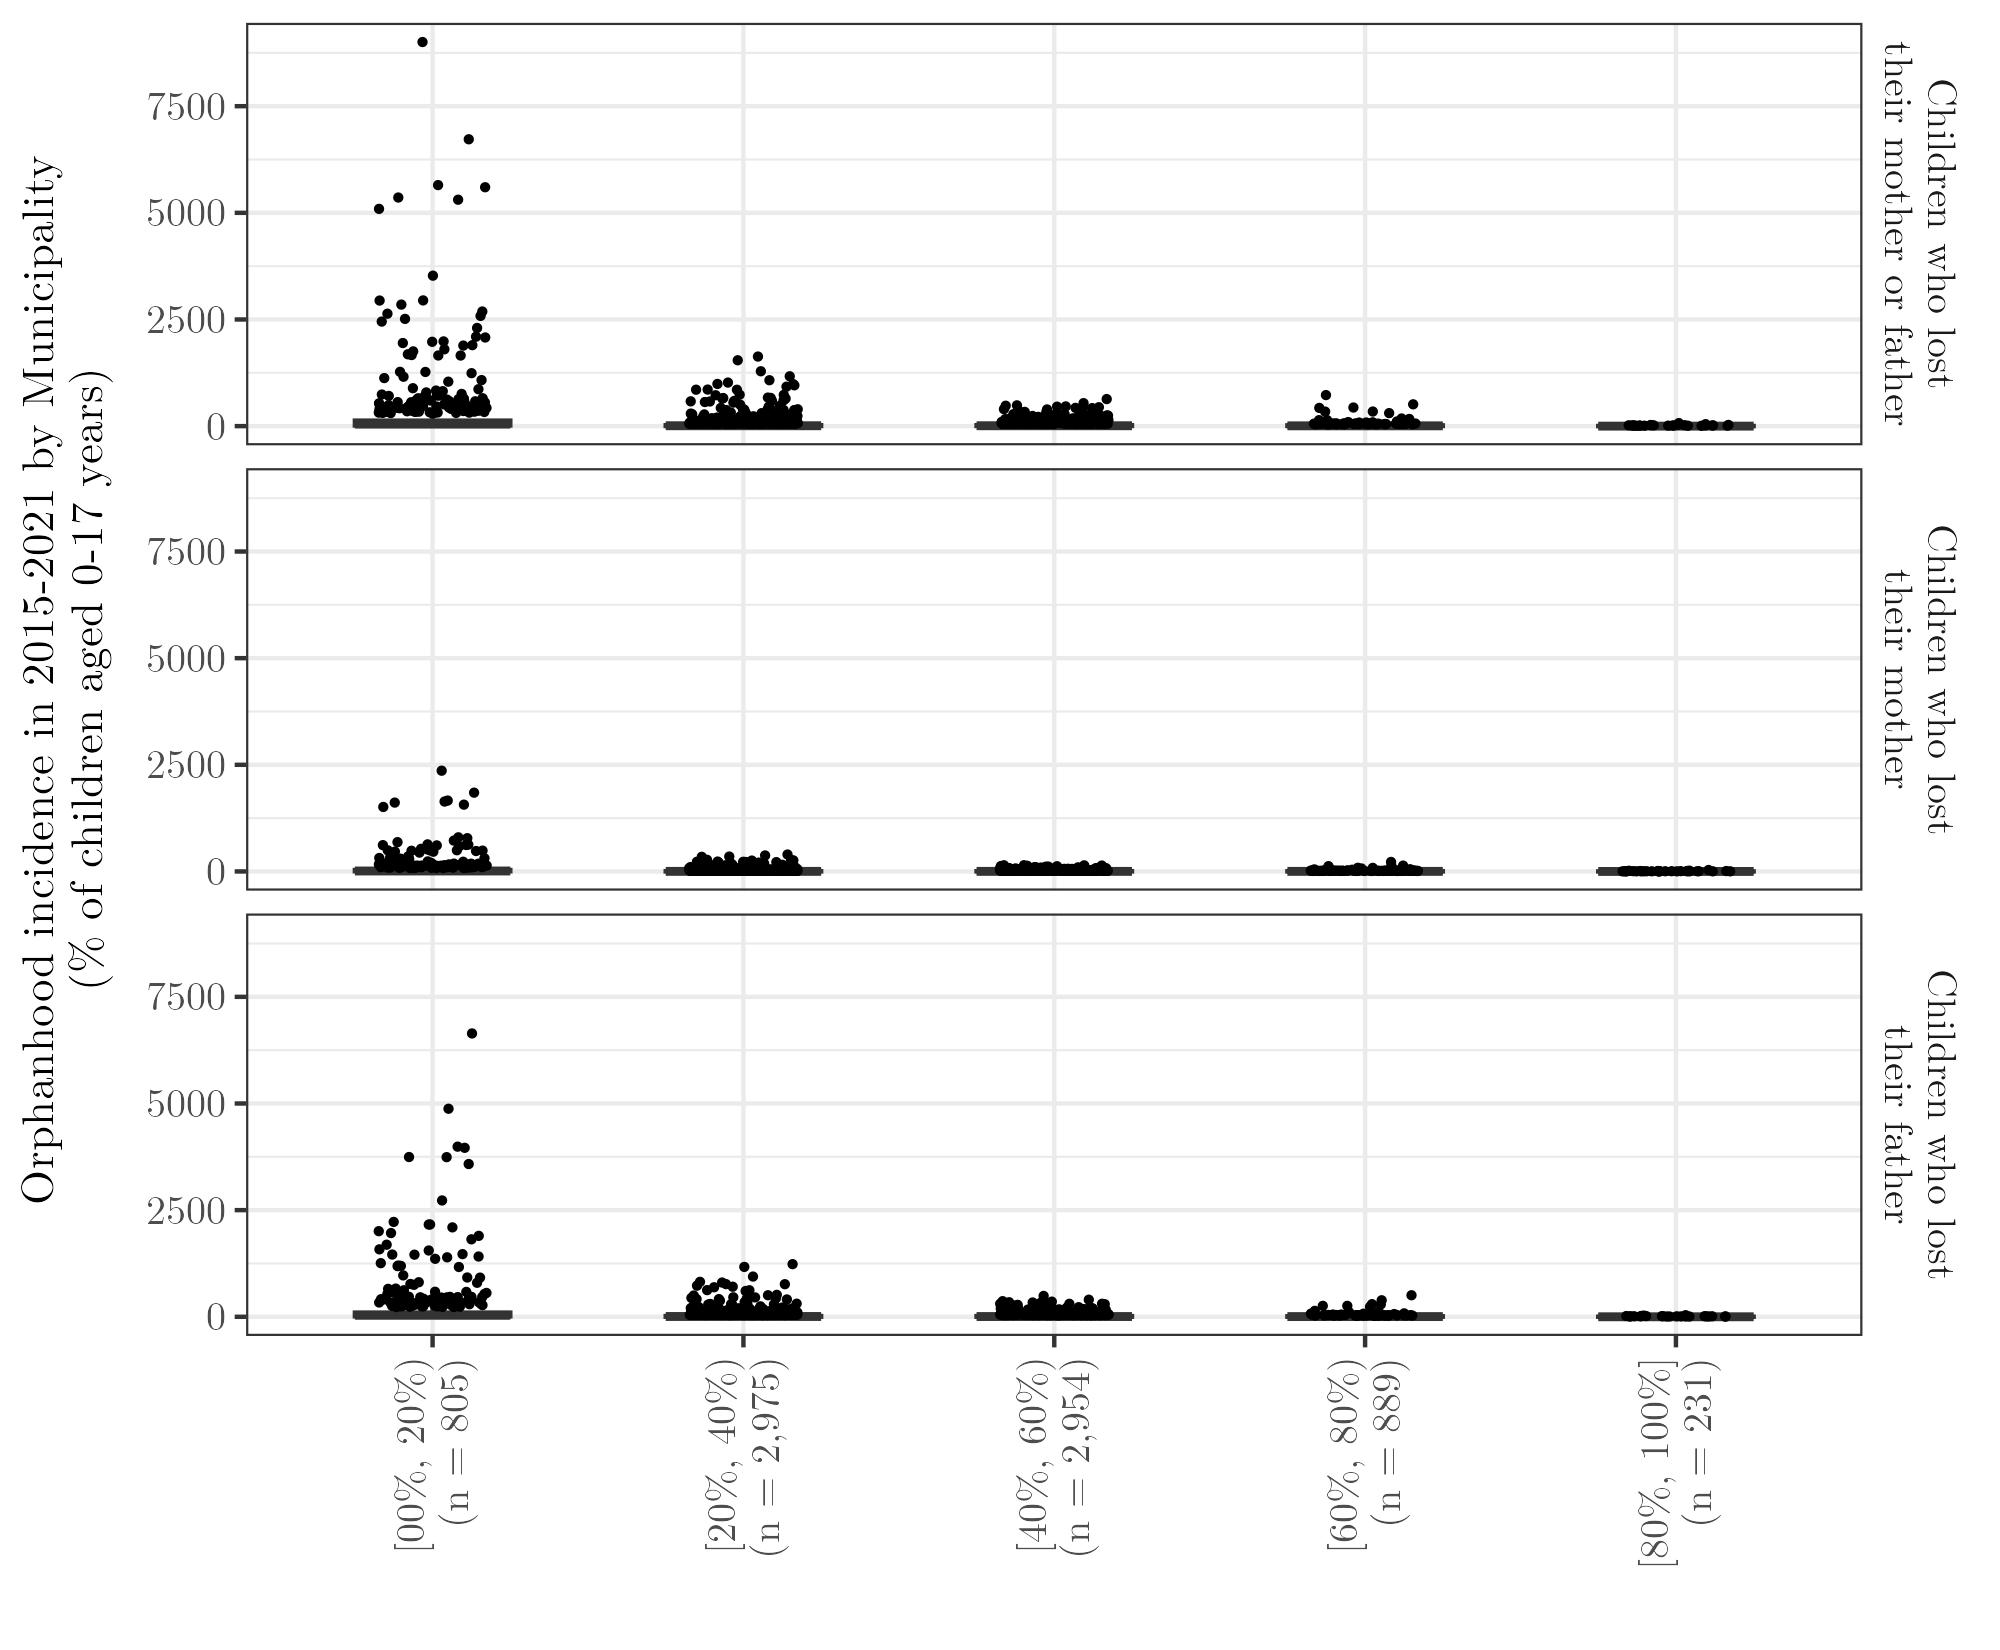 Orphanhood incidence in 2015-2021 by Municipality
(% of children aged 0-17 years)
7500
5000
2500
0
Children who lost
their mother or father
7500
5000
2500
0
Children who lost
their mother
7500
5000
2500
0
Children who lost
their father
[00%, 20%)
(n = 805)
[20%, 40%)
(n = 2,975)
[40%, 60%)
(n = 2,954)
[60%, 80%)
(n = 889)
[80%, 100%]
(n = 231)